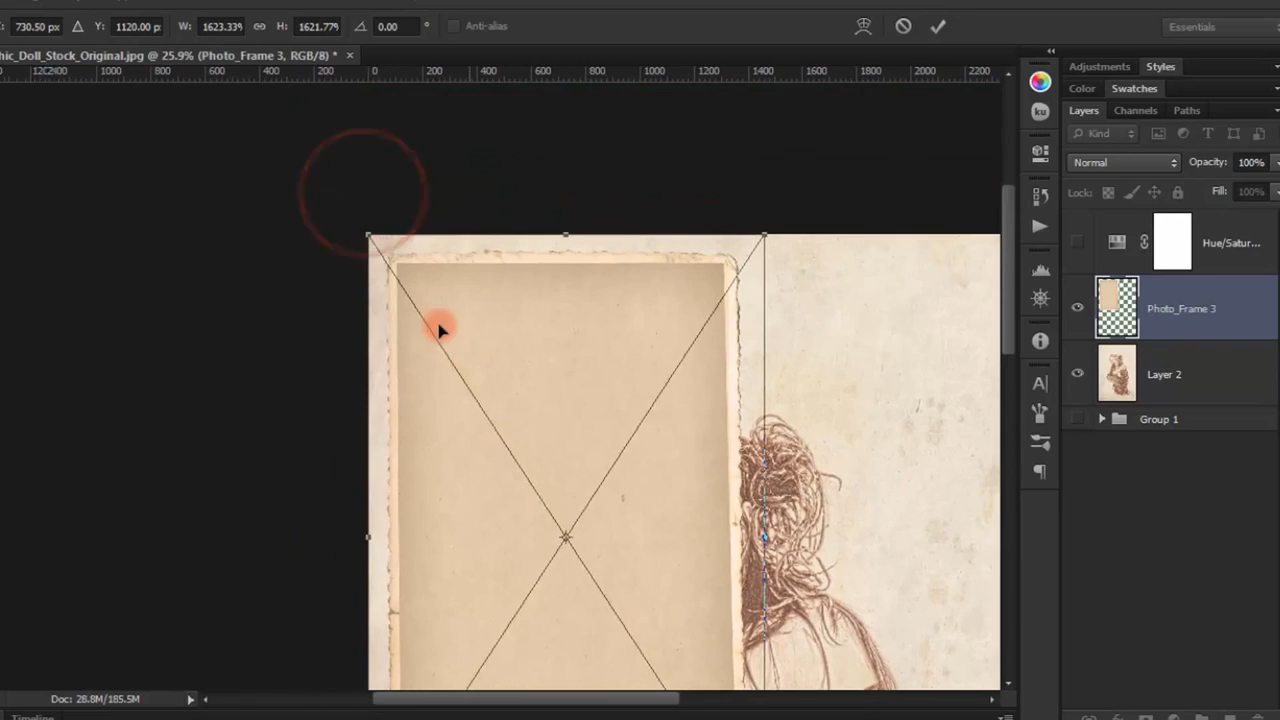 : 730.50 px Y: 1120.00 p: W: 1623.33% H: 1621.77% 0.00 ° Anti-alias Essentials
hic_Doll_Stock_Original.jpg @ 25.9% (Photo_Frame 3, RGB/8) * ×
1000 800 600 400 200 0 200 400 600 800 1000 1200 1400 1600 1800 2000 2200
Adjustments Styles
Color Swatches
Layers Channels Paths
Kind
Normal Opacity: 100%
Lock: Fill: 100%
Hue/Satur...
Photo_Frame 3
Layer 2
Group 1
ku
A
Doc: 28.8M/185.5M
Timeline